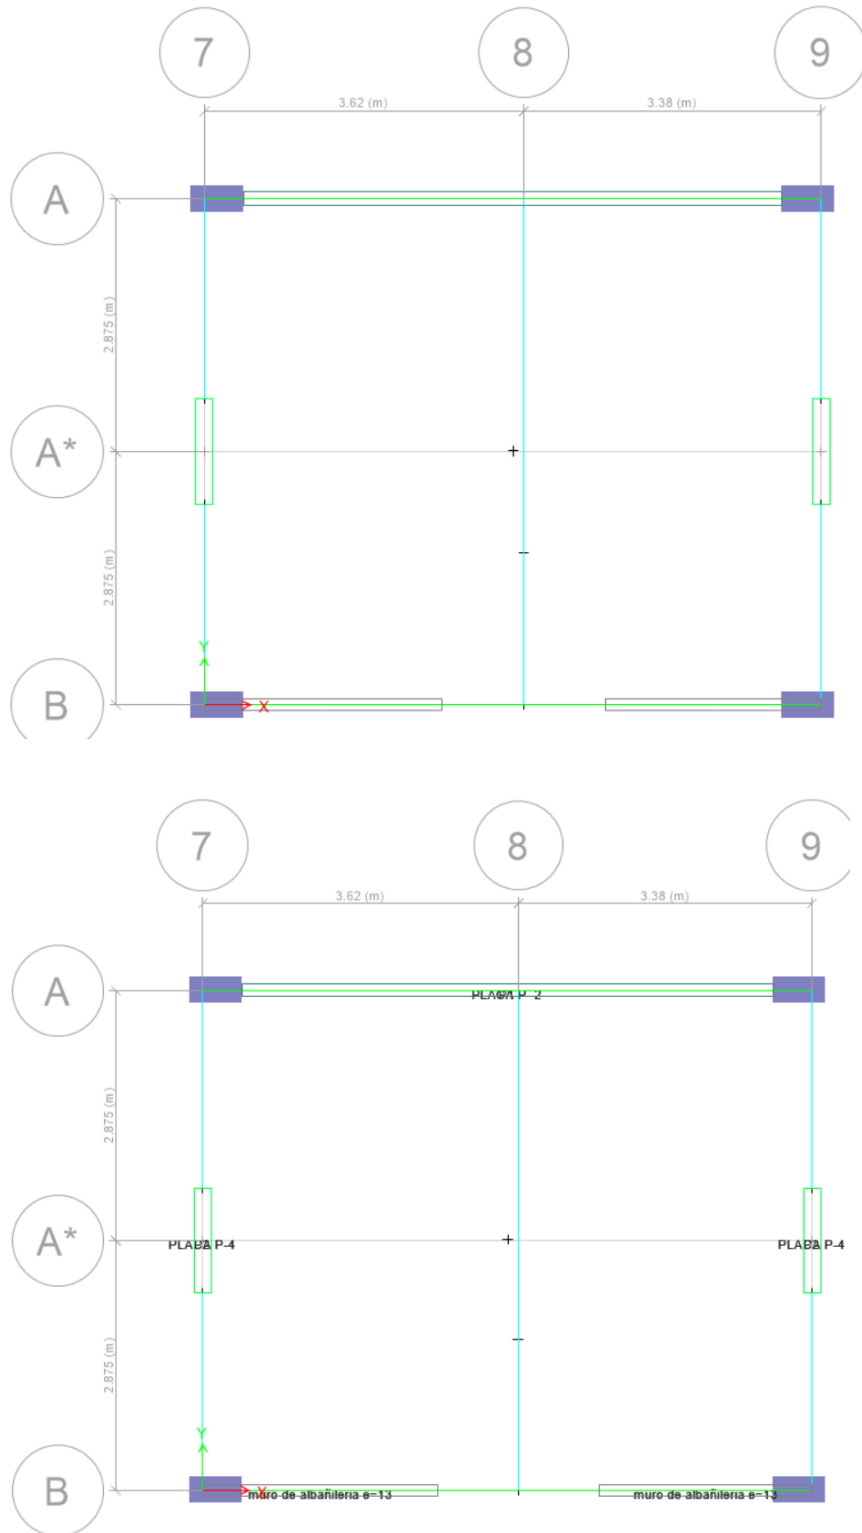 7 8 9
3.62 (m) 3.38 (m)
A
2.875 (m)
A*
2.875 (m)
Y
B
X
7 8 9
3.62 (m) 3.38 (m)
A
2.875 (m)
A*
PLACA P-4
2.875 (m)
Y
B
X
muro de albañileria e=13 muro de albañileria e=13